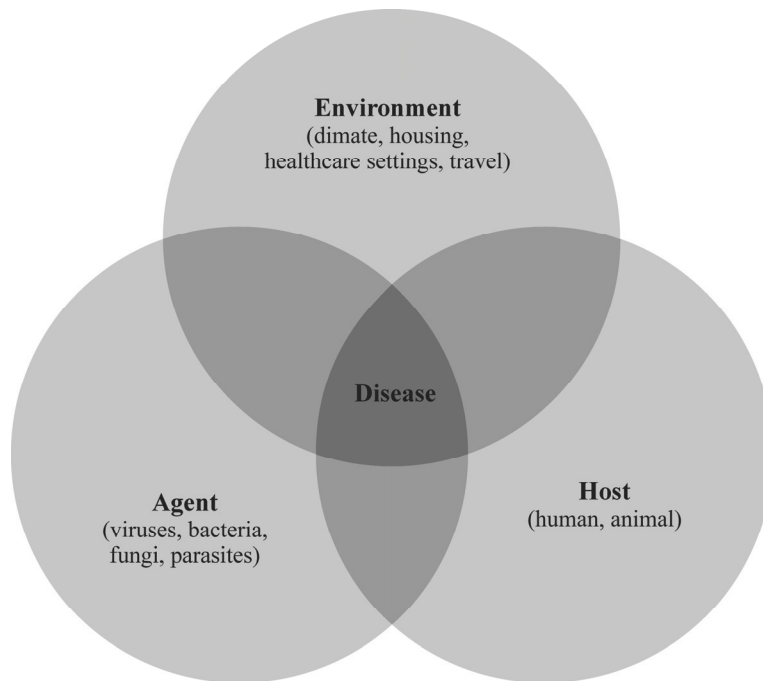 Environment
(dimate, housing,
healthcare settings, travel)
Disease
Agent
(viruses, bacteria,
fungi, parasites)
Host
(human, animal)